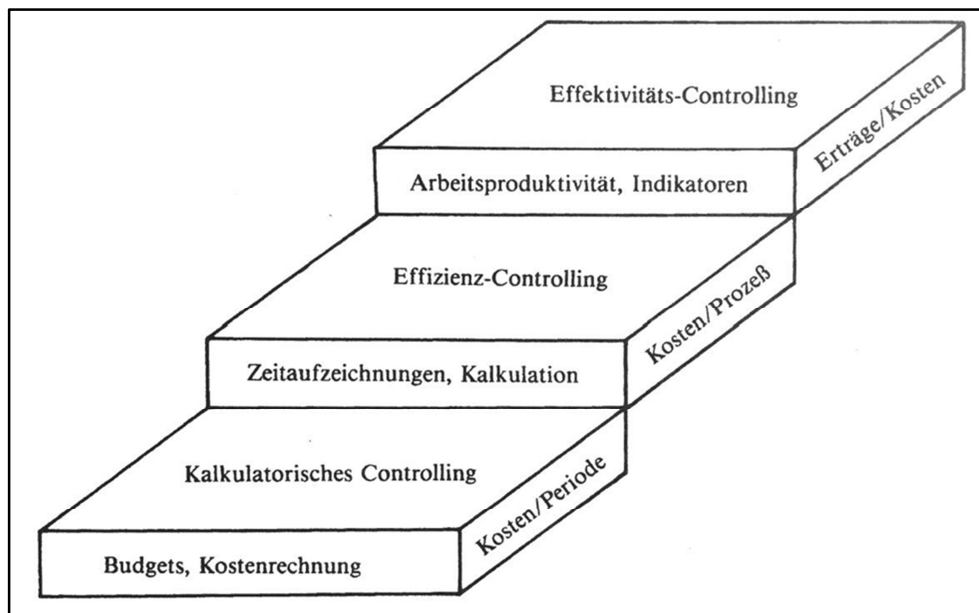 Effektivitäts-Controlling
Erträge/Kosten
Arbeitsproduktivität, Indikatoren
Effizienz-Controlling
Kosten/Prozeß
Zeitaufzeichnungen, Kalkulation
Kalkulatorisches Controlling
Kosten/Periode
Budgets, Kostenrechnung